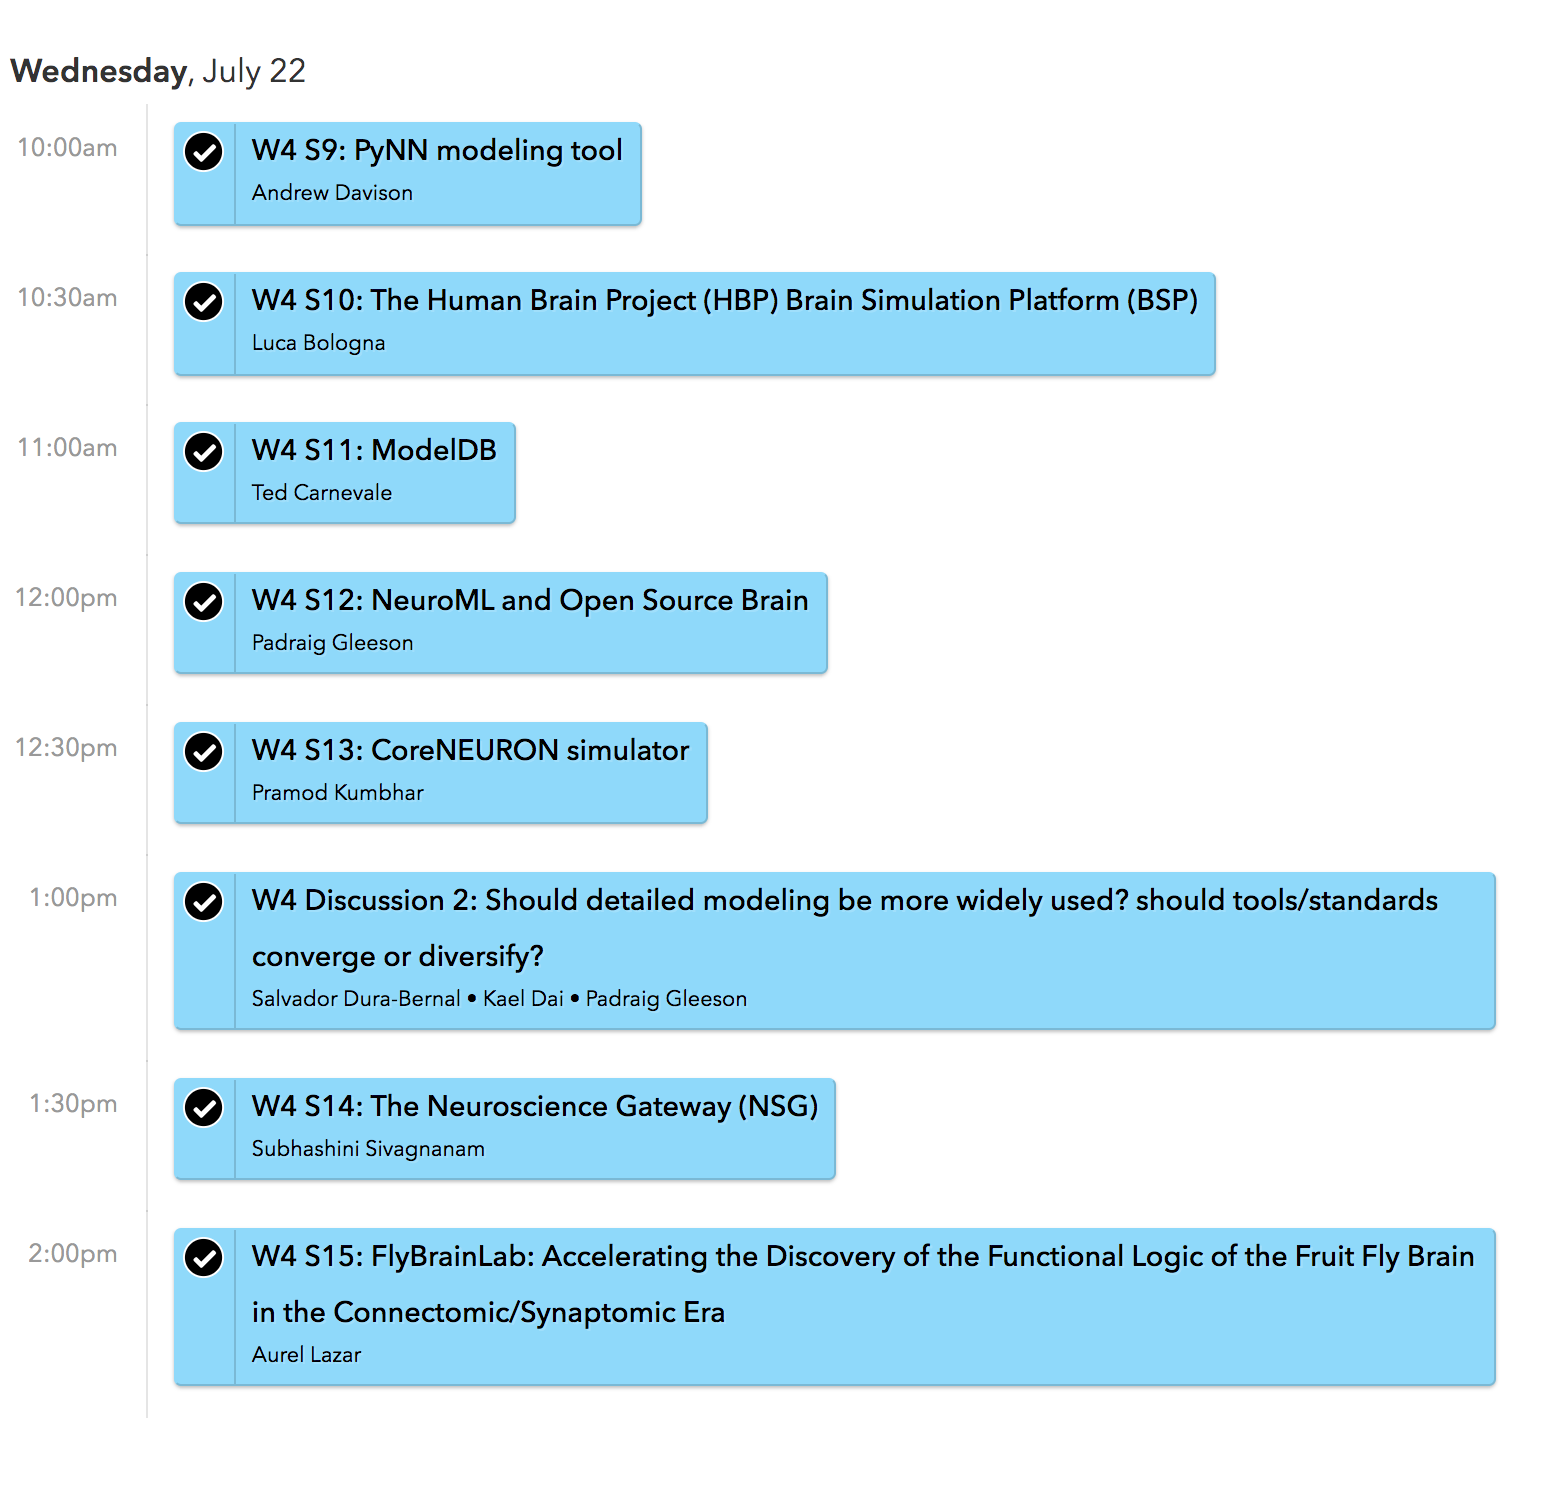 Wednesday, July 22
10:00am
W4 S9: PyNN modeling tool
Andrew Davison
10:30am
W4 S10: The Human Brain Project (HBP) Brain Simulation Platform (BSP)
Luca Bologna
11:00am
W4 S11: ModelDB
Ted Carnevale
12:00pm
W4 S12: NeuroML and Open Source Brain
Padraig Gleeson
12:30pm
W4 S13: CoreNEURON simulator
Pramod Kumbhar
1:00pm
W4 Discussion 2: Should detailed modeling be more widely used? should tools/standards
converge or diversify?
Salvador Dura-Bernal • Kael Dai • Padraig Gleeson
1:30pm
W4 S14: The Neuroscience Gateway (NSG)
Subhashini Sivagnanam
2:00pm
W4 S15: FlyBrainLab: Accelerating the Discovery of the Functional Logic of the Fruit Fly Brain
in the Connectomic/Synaptomic Era
Aurel Lazar